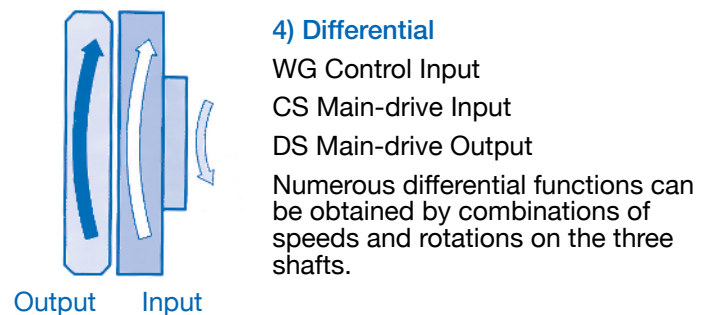 4) Differential
WG Control Input
CS Main-drive Input
DS Main-drive Output
Numerous differential functions can
be obtained by combinations of
speeds and rotations on the three
shafts.
Output Input